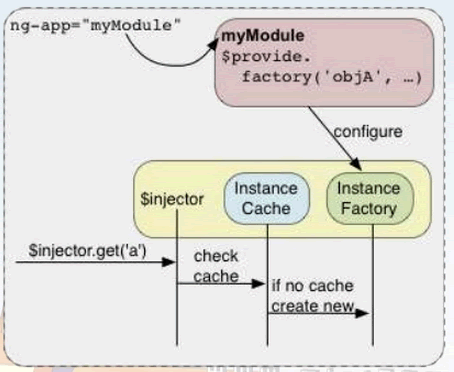 ng-app="myModule"
myModule
$provide.
factory('objA', …)
configure
$injector
Instance
Cache
Instance
Factory
$injector.get('a')
check
cache
if no cache
create new